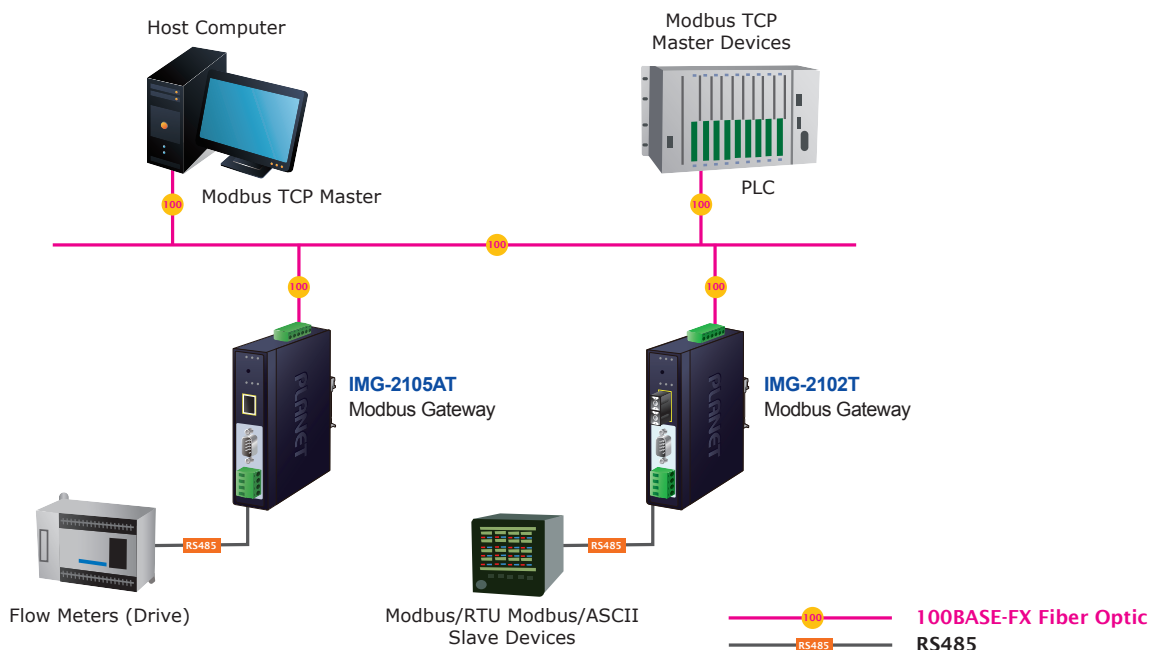 Host Computer
Modbus TCP
Master Devices
Modbus TCP Master
PLC
100
100
100
100
100
IMG-2105AT
Modbus Gateway
PLANET
IMG-2102T
Modbus Gateway
PLANET
RS485
RS485
Flow Meters (Drive)
Modbus/RTU Modbus/ASCII
Slave Devices
100
100BASE-FX Fiber Optic
RS485
RS485